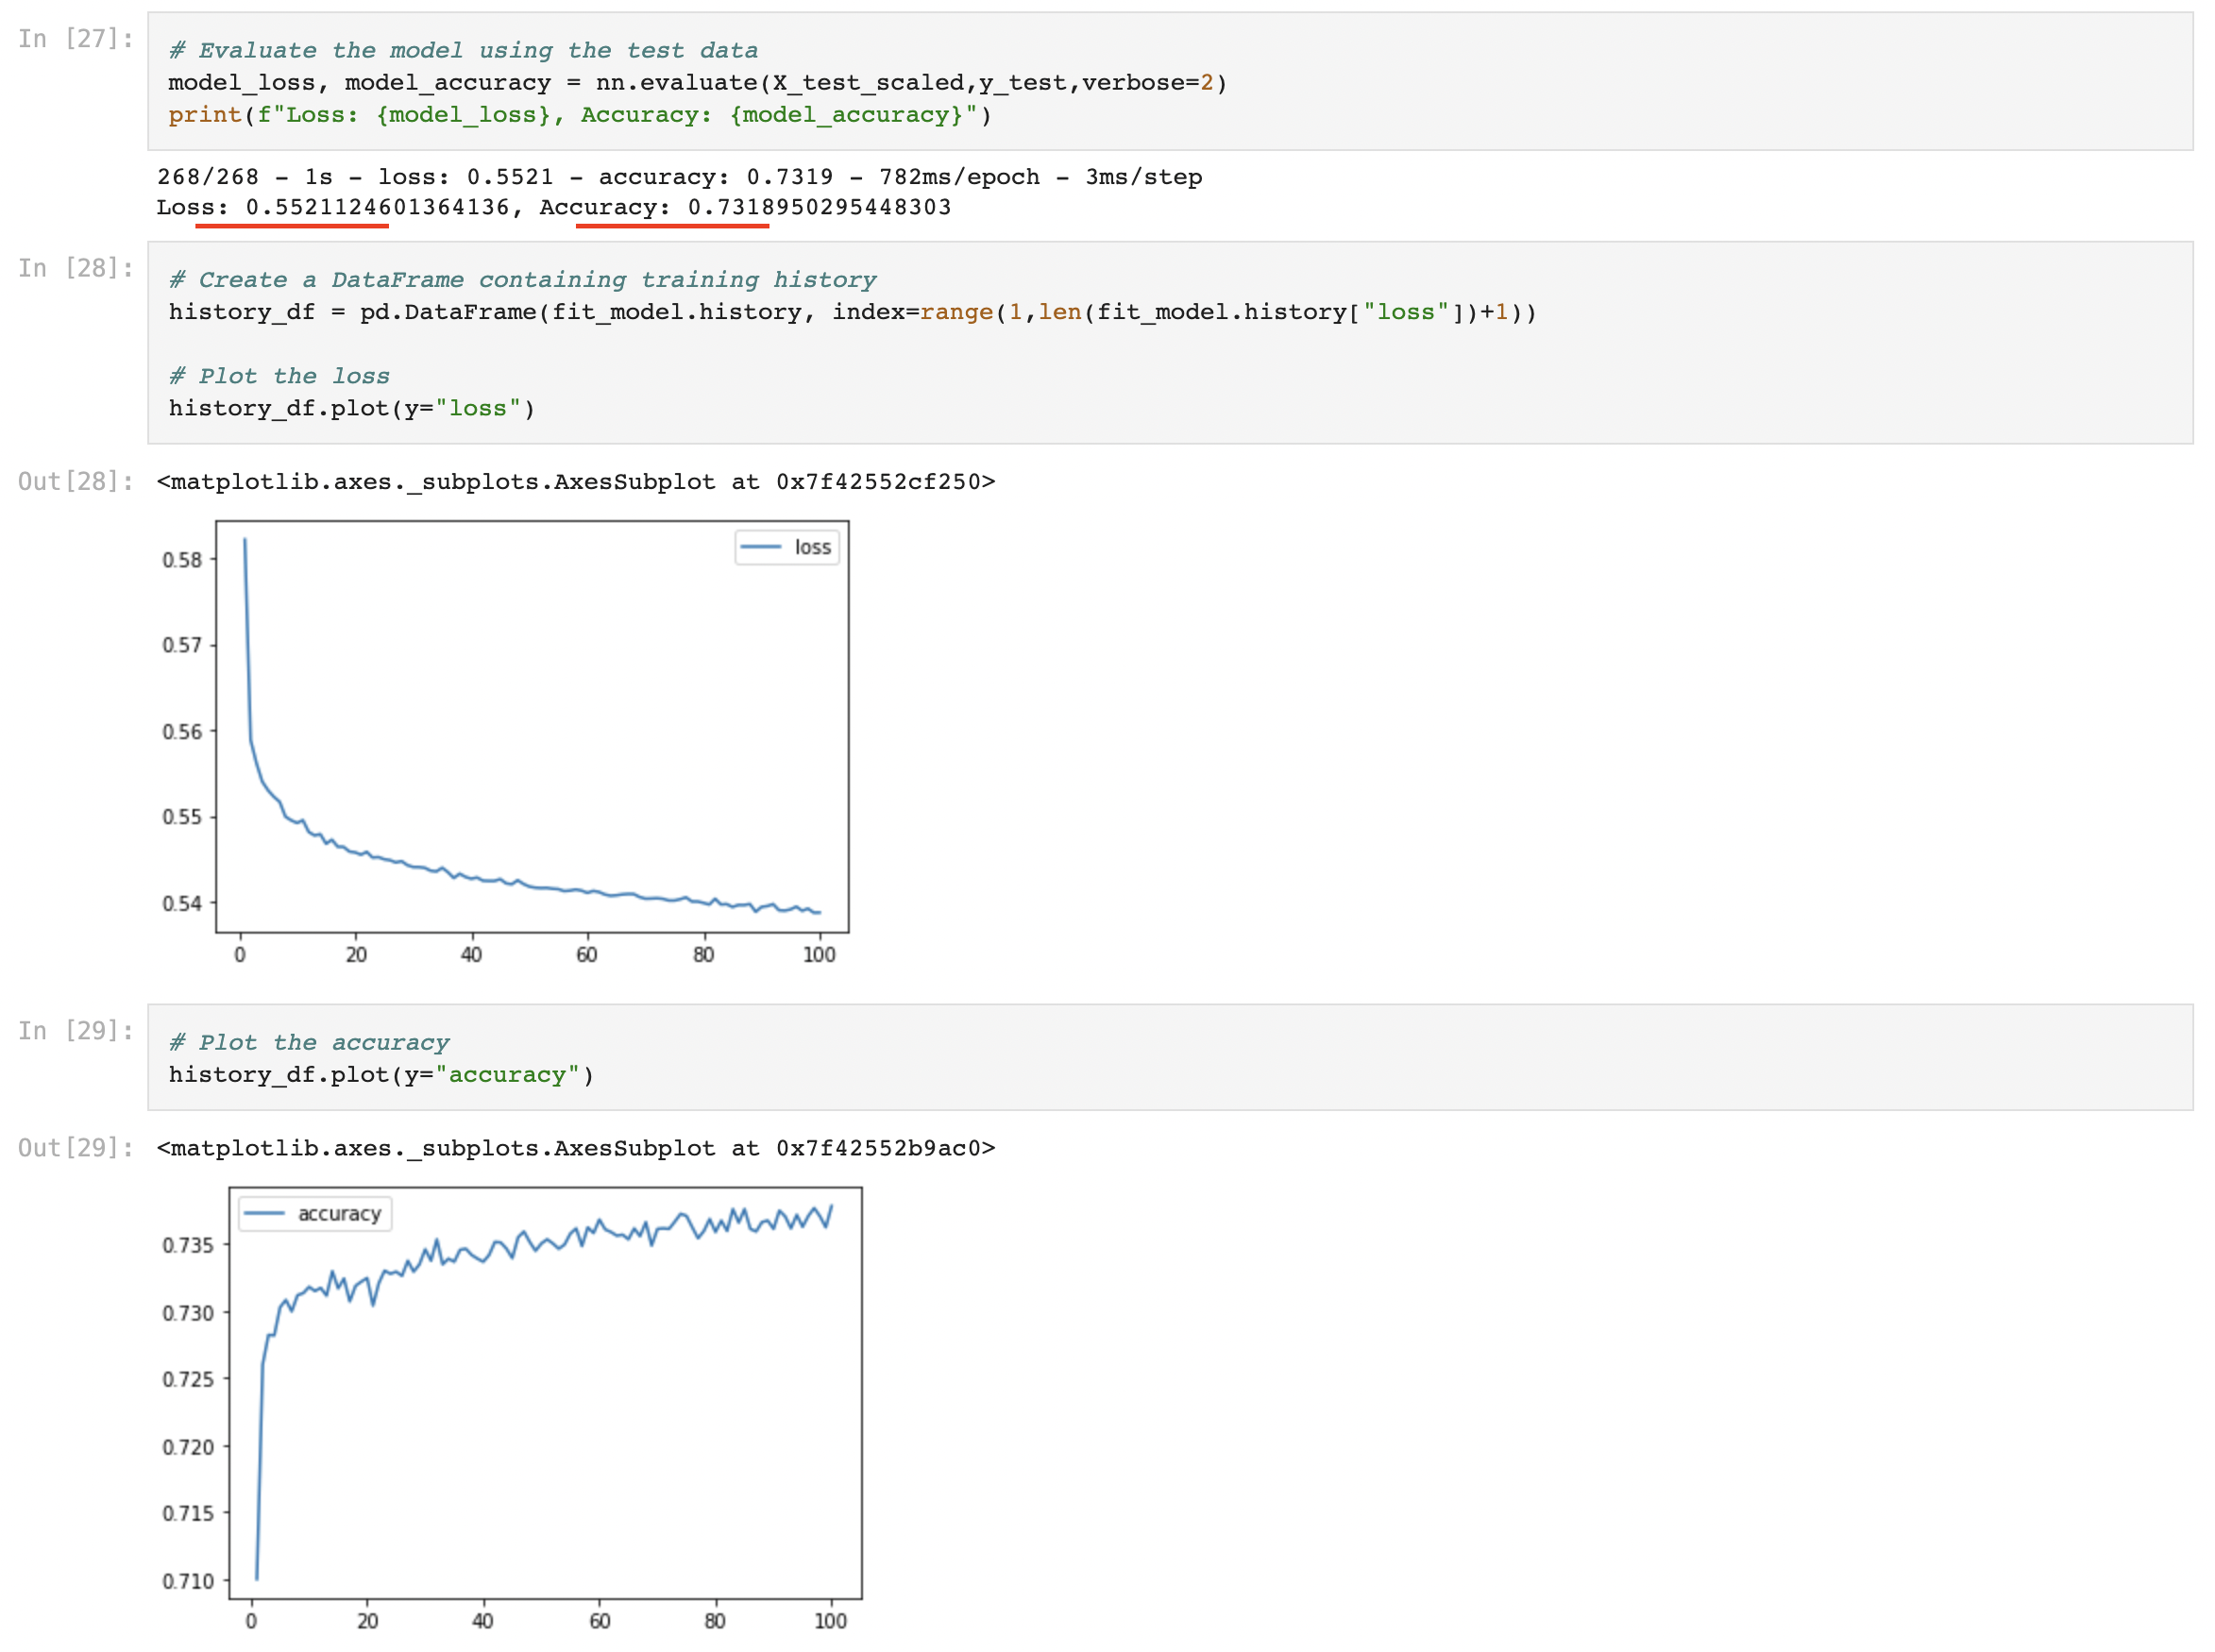 In [27]:
# Evaluate the model using the test data
model_loss, model_accuracy = nn.evaluate(X_test_scaled,y_test,verbose=2)
print(f"Loss: {model_loss}, Accuracy: {model_accuracy}")
268/268 - 1s - loss: 0.5521 - accuracy: 0.7319 - 782ms/epoch - 3ms/step
Loss: 0.5521124601364136, Accuracy: 0.7318950295448303
In [28]:
# Create a DataFrame containing training history
history_df = pd.DataFrame(fit_model.history, index=range(1,len(fit_model.history["loss"])+1))
# Plot the loss
history_df.plot(y="loss")
Out[28]: <matplotlib.axes._subplots.AxesSubplot at 0x7f42552cf250>
loss
0.58
0.57
0.56
0.55
0.54
0 20 40 60 80 100
In [29]:
# Plot the accuracy
history_df.plot(y="accuracy")
Out[29]: <matplotlib.axes._subplots.AxesSubplot at 0x7f42552b9ac0>
accuracy
0.735
0.730
0.725
0.720
0.715
0.710
0 20 40 60 80 100